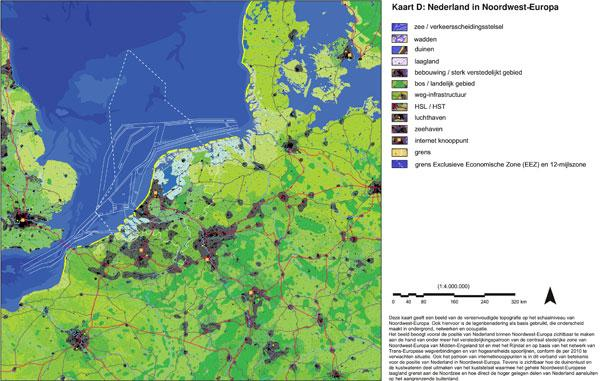 Kaart D: Nederland in Noordwest-Europa
zee / verkeersscheidingsstelsel
wadden
duinen
laagland
bebouwing / sterk verstedelijkt gebied
bos / landelijk gebied
weg-infrastructuur
HSL / HST
luchthaven
zeehaven
internet knooppunt
grens
grens Exclusieve Economische Zone (EEZ) en 12-mijlszone
(1:4.000.000)
0 40 80 160 240 320 km
Deze kaart geeft een beeld van de vereenvoudigde topografie op het schaalniveau van
Noordwest-Europa. Ook hiervoor is de legenbenadering als basis gebruikt, die onderscheid
maakt in ondergrond, netwerken en occupatie.
Het beeld beoogt vooral de positie van Nederland binnen Noordwest Europa zichtbaar te maken
aan de hand van onder meer het verstedelijkingspatroon van de centraal stedelijke zone van
Noordwest-Europa van Midden-Engeland tot en met het Rijndal en op basis van het netwerk van
Trans-Europese wegverbindingen en van hogesnelheids spoorlijnen, conform de per 2010 te
verwachten situatie. Ook het patroon van internetknooppunten is in dit verband van betekenis
voor de positie van Nederland in Noordwest-Europa. Tevens is zichtbaar hoe de duinenkust en
de kustwateren deel uitmaken van het kuststelsel waarmee het gehele Noordwest-Europese
laagland grenst aan de Noordzee en hoe direct de hoger gelegen delen van Nederland aansluiten
op het aangrenzende buitenland.